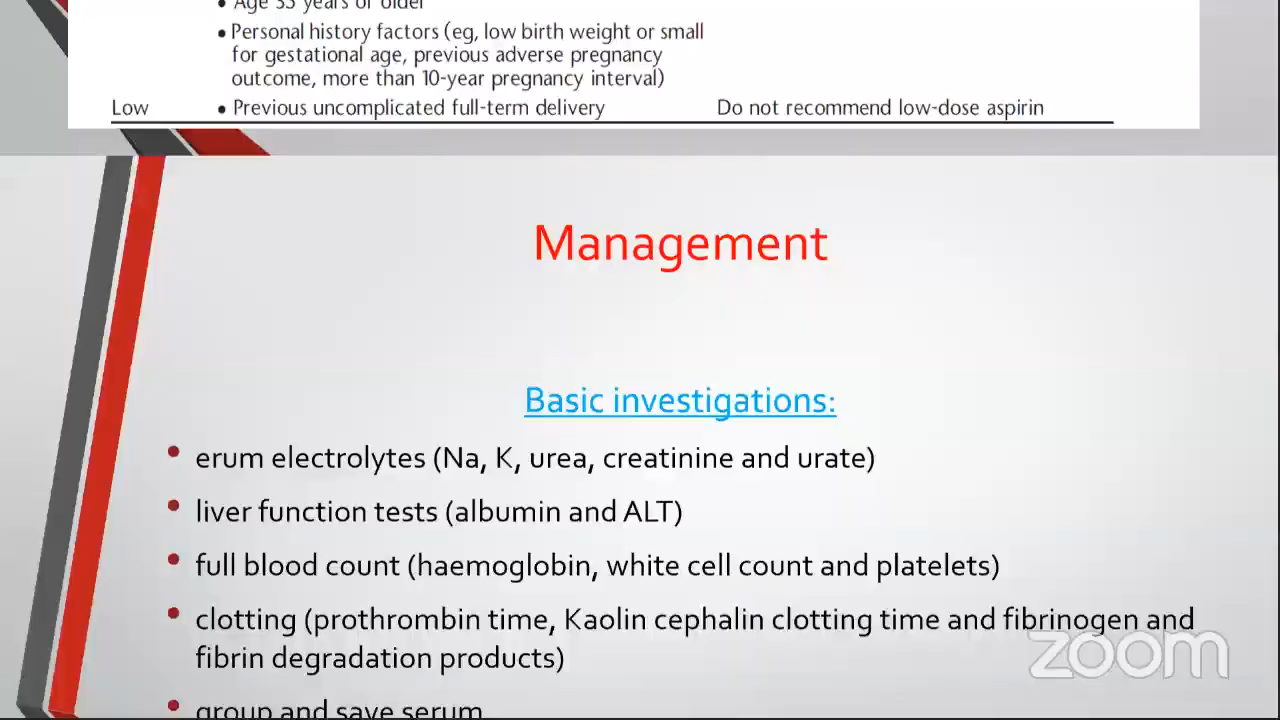 • Age 35 years or older
• Personal history factors (eg, low birth weight or small
for gestational age, previous adverse pregnancy
outcome, more than 10-year pregnancy interval)
Low • Previous uncomplicated full-term delivery Do not recommend low-dose aspirin
Management
Basic investigations:
• erum electrolytes (Na, K, urea, creatinine and urate)
• liver function tests (albumin and ALT)
• full blood count (haemoglobin, white cell count and platelets)
• clotting (prothrombin time, Kaolin cephalin clotting time and fibrinogen and
fibrin degradation products)
• group and save serum
zoom